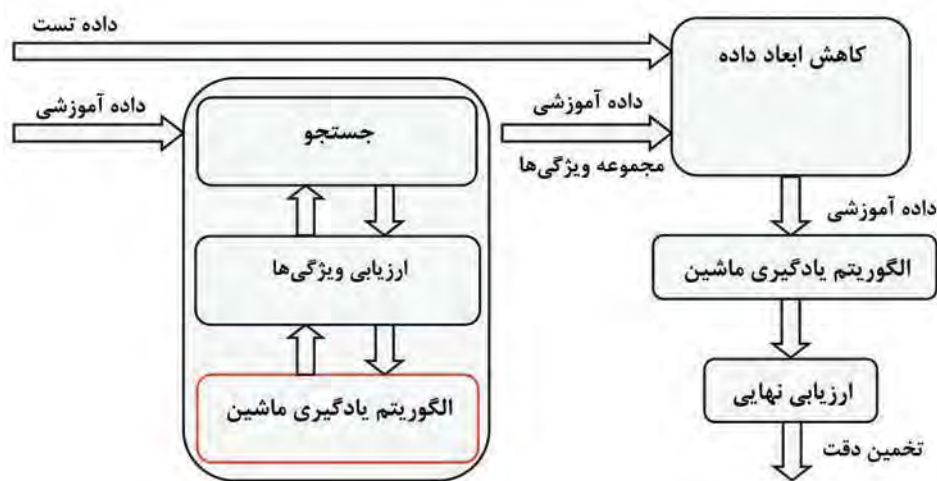 داده تست
کاهش ابعاد داده
داده آموزشی
جستجو
داده آموزشی
مجموعه ویژگی‌ها
داده آموزشی
ارزیابی ویژگی‌ها
الگوریتم یادگیری ماشین
الگوریتم یادگیری ماشین
ارزیابی نهایی
تخمین دقت